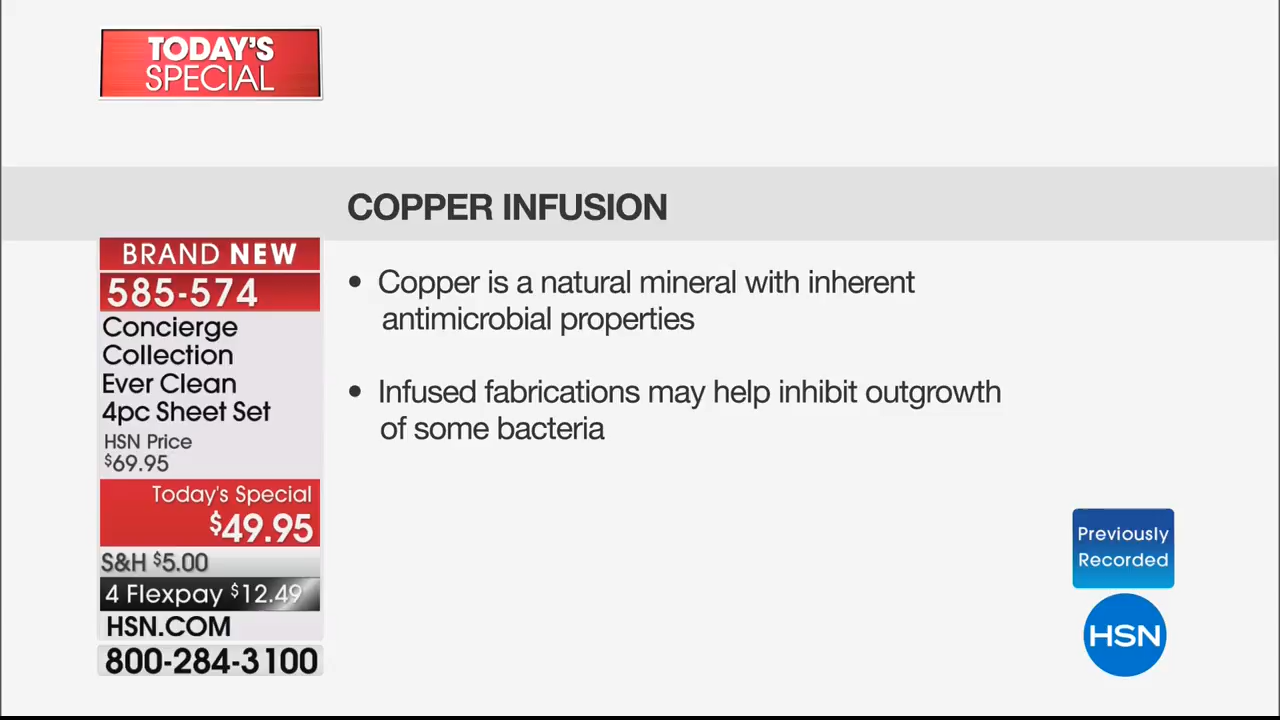 TODAY'S
SPECIAL
COPPER INFUSION
BRAND NEW
585-574
Concierge
Collection
Ever Clean
4pc Sheet Set
HSN Price
$69.95
Today's Special
$49.95
S&H $5.00
4 Flexpay $12.49
HSN.COM
800-284-3100
• Copper is a natural mineral with inherent
antimicrobial properties
• Infused fabrications may help inhibit outgrowth
of some bacteria
Previously
Recorded
HSN